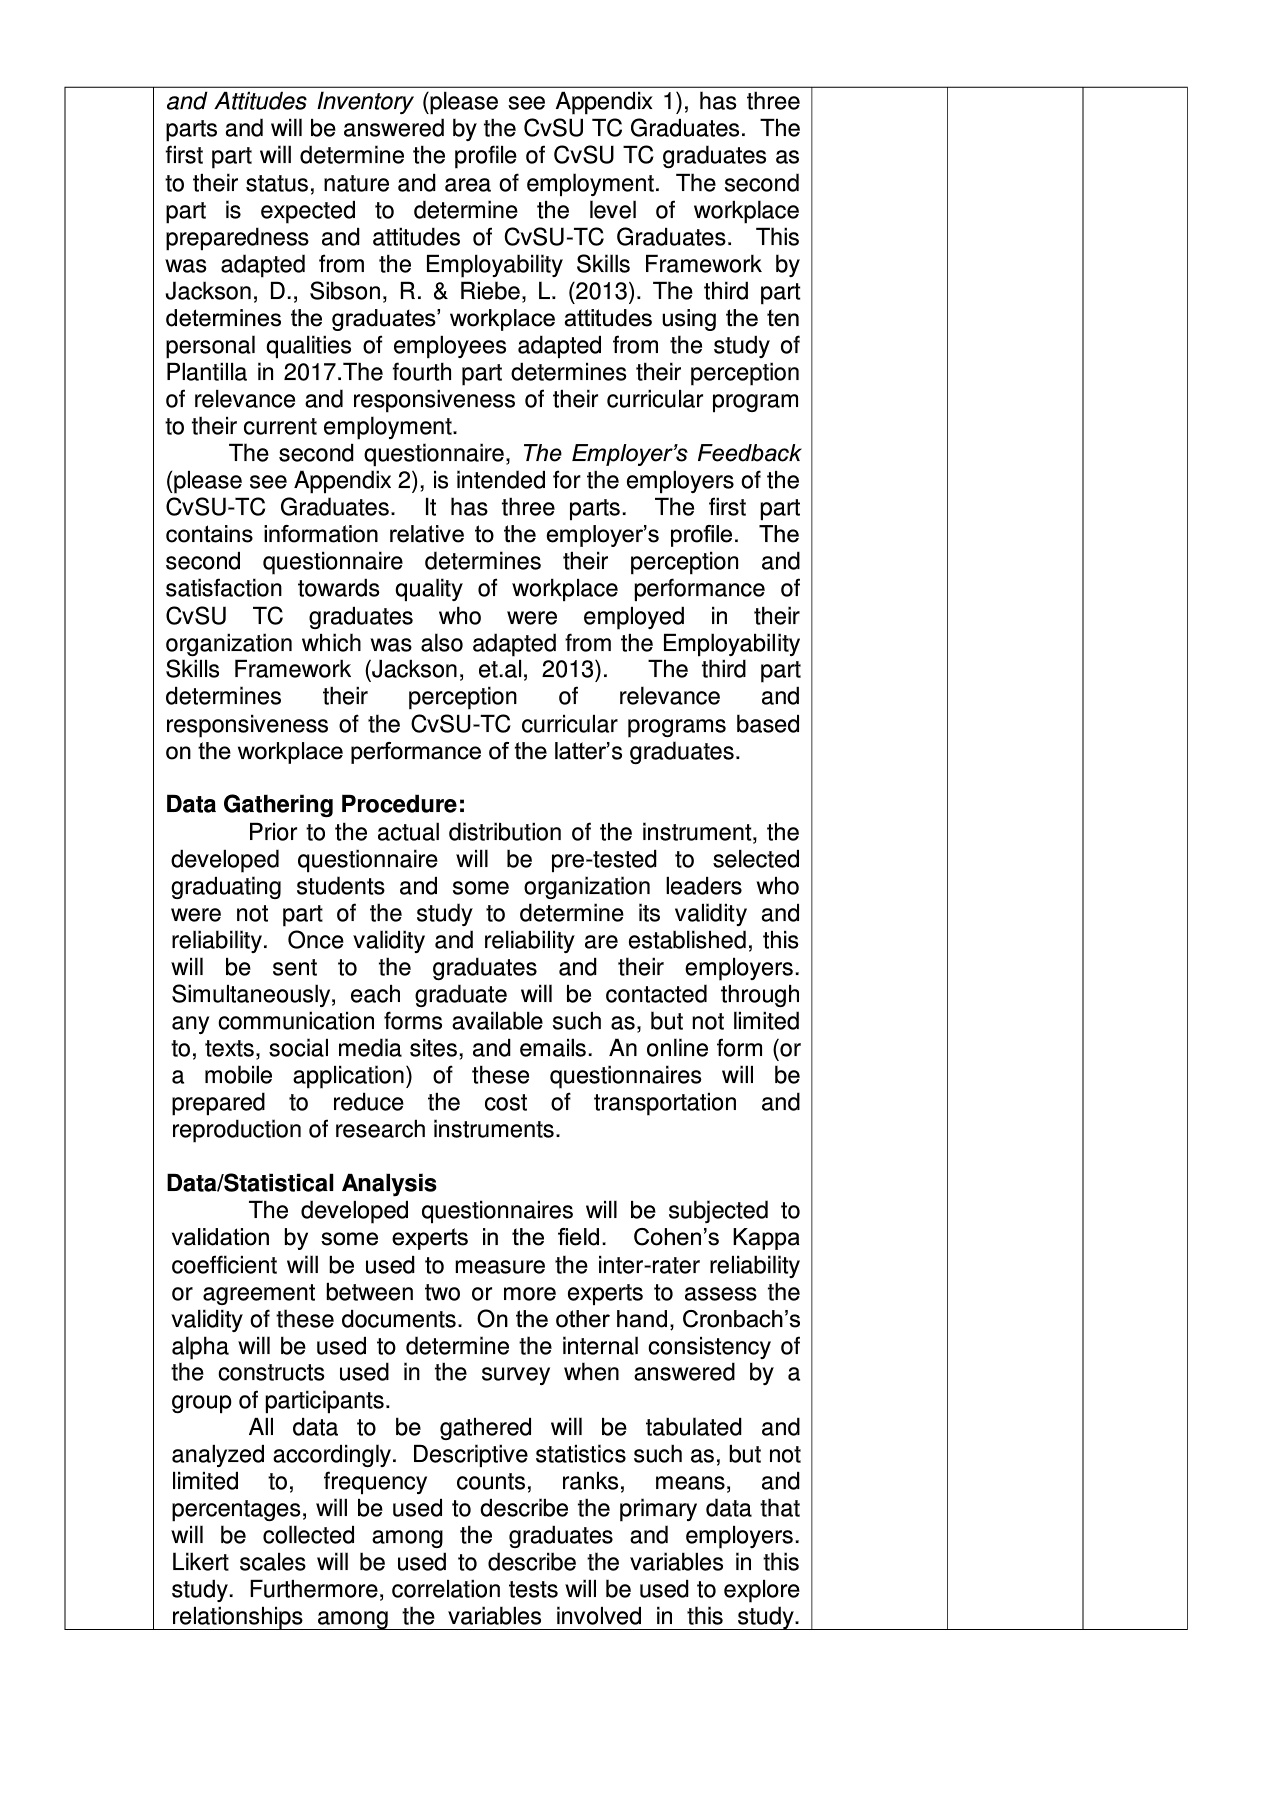 and Attitudes Inventory (please see Appendix 1), has three
parts and will be answered by the CvSU TC Graduates. The
first part will determine the profile of CvSU TC graduates as
to their status, nature and area of employment. The second
part is expected to determine the level of workplace
preparedness and attitudes of CvSU-TC Graduates. This
was adapted from the Employability Skills Framework by
Jackson, D., Sibson, R. & Riebe, L. (2013). The third part
determines the graduates’ workplace attitudes using the ten
personal qualities of employees adapted from the study of
Plantilla in 2017.The fourth part determines their perception
of relevance and responsiveness of their curricular program
to their current employment.
The second questionnaire, The Employer’s Feedback
(please see Appendix 2), is intended for the employers of the
CvSU-TC Graduates. It has three parts. The first part
contains information relative to the employer’s profile. The
second questionnaire determines their perception and
satisfaction towards quality of workplace performance of
CvSU TC graduates who were employed in their
organization which was also adapted from the Employability
Skills Framework (Jackson, et.al, 2013). The third part
determines their perception of relevance and
responsiveness of the CvSU-TC curricular programs based
on the workplace performance of the latter’s graduates.
Data Gathering Procedure:
Prior to the actual distribution of the instrument, the
developed questionnaire will be pre-tested to selected
graduating students and some organization leaders who
were not part of the study to determine its validity and
reliability. Once validity and reliability are established, this
will be sent to the graduates and their employers.
Simultaneously, each graduate will be contacted through
any communication forms available such as, but not limited
to, texts, social media sites, and emails. An online form (or
a mobile application) of these questionnaires will be
prepared to reduce the cost of transportation and
reproduction of research instruments.
Data/Statistical Analysis
The developed questionnaires will be subjected to
validation by some experts in the field. Cohen’s Kappa
coefficient will be used to measure the inter-rater reliability
or agreement between two or more experts to assess the
validity of these documents. On the other hand, Cronbach’s
alpha will be used to determine the internal consistency of
the constructs used in the survey when answered by a
group of participants.
All data to be gathered will be tabulated and
analyzed accordingly. Descriptive statistics such as, but not
limited to, frequency counts, ranks, means, and
percentages, will be used to describe the primary data that
will be collected among the graduates and employers.
Likert scales will be used to describe the variables in this
study. Furthermore, correlation tests will be used to explore
relationships among the variables involved in this study.